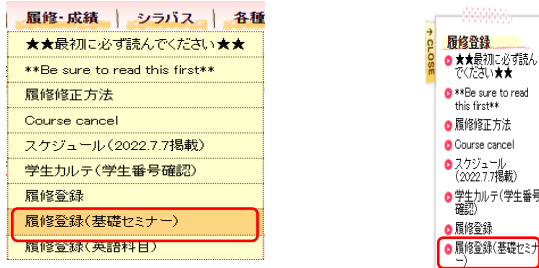 履修・成績 シラバス 各種
★★最初に必ず読んでください★★
**Be sure to read this first**
履修修正方法
Course cancel
スケジュール(2022.7.7掲載)
学生カルテ(学生番号確認)
履修登録
履修登録(基礎セミナー)
履修登録(英語科目)
↑CLOSE
履修登録
★★最初に必ず読ん
でください★★
**Be sure to read
this first**
履修修正方法
Course cancel
スケジュール
(2022.7.7掲載)
学生カルテ(学生番号
確認)
履修登録
履修登録(基礎セミナ
ー)